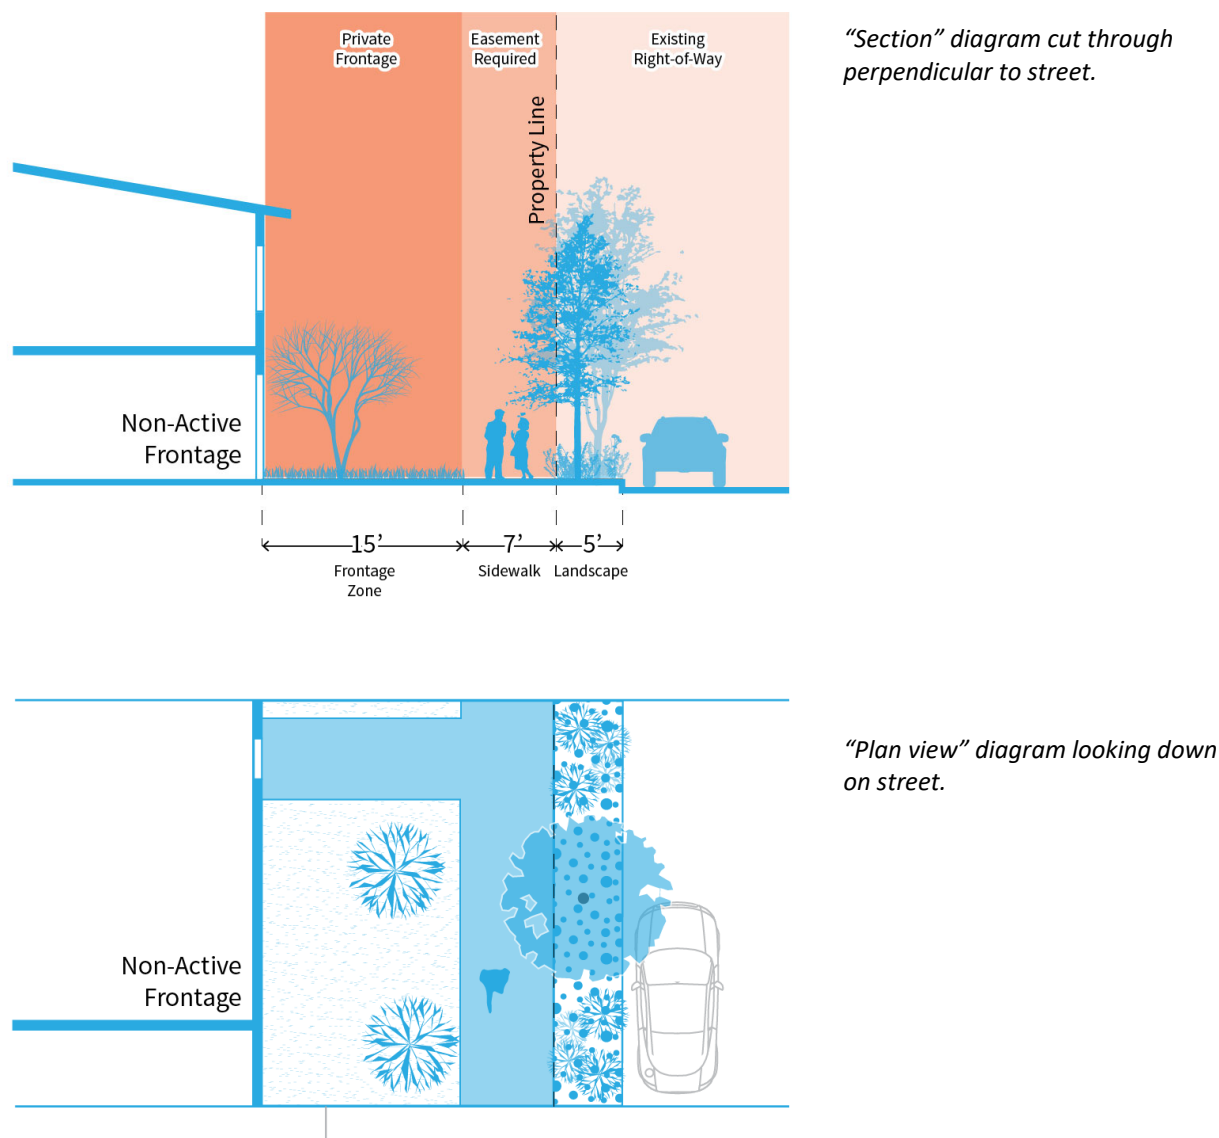 Private
Frontage
Easement
Required
Existing
Right-of-Way
“Section” diagram cut through
perpendicular to street.
Property Line
Non-Active
Frontage
15’
7’
5’
Frontage
Zone
Sidewalk
Landscape
“Plan view” diagram looking down
on street.
Non-Active
Frontage